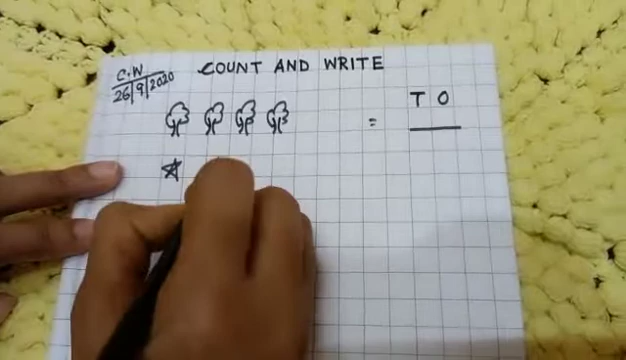 C.W
26|9|2020
COUNT AND WRITE
T O
=